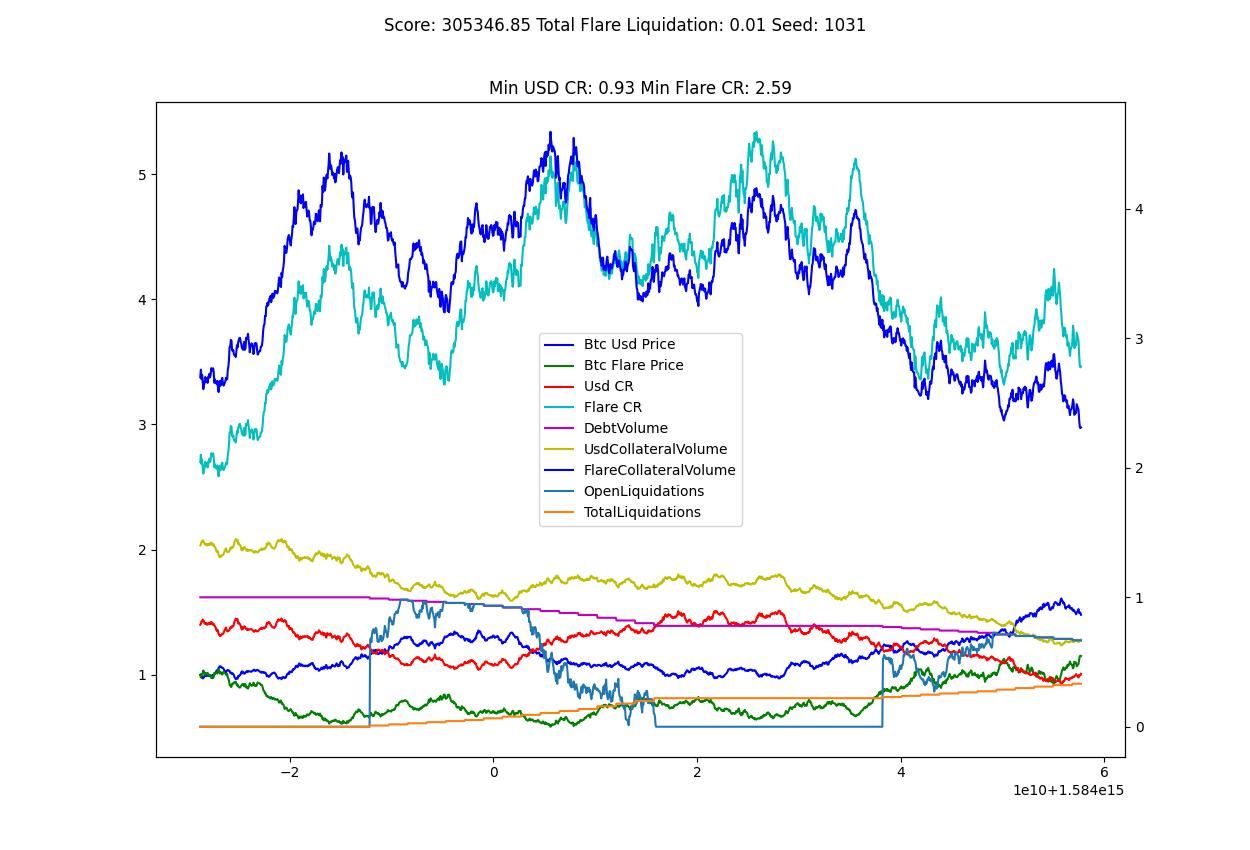 Score: 305346.85 Total Flare Liquidation: 0.01 Seed: 1031
Min USD CR: 0.93 Min Flare CR: 2.59
5
4
3
2
1
4
3
2
1
0
Btc Usd Price
Btc Flare Price
Usd CR
Flare CR
DebtVolume
UsdCollateralVolume
FlareCollateralVolume
OpenLiquidations
TotalLiquidations
−2
0
2
4
6
1e10+1.584e15